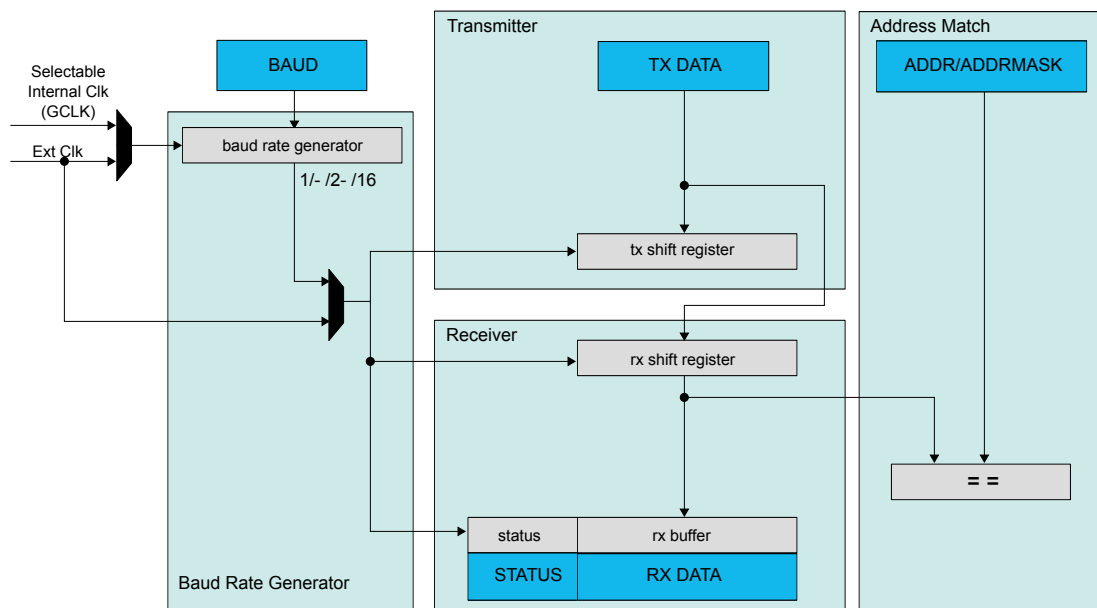 Transmitter
Address Match
BAUD
TX DATA
ADDR/ADDRMASK
Selectable
Internal Clk
(GCLK)
Ext Clk
baud rate generator
1/- /2- /16
tx shift register
Receiver
rx shift register
= =
status
rx buffer
STATUS
RX DATA
Baud Rate Generator